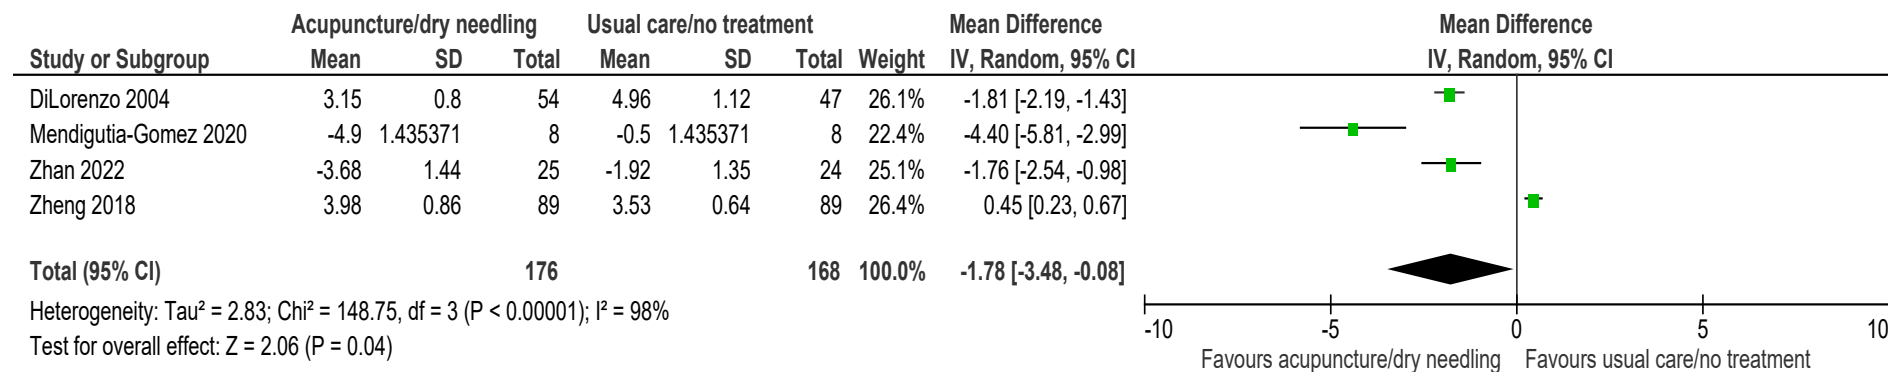 Acupuncture/dry needling Usual care/no treatment Mean Difference Mean Difference
Study or Subgroup Mean SD Total Mean SD Total Weight IV, Random, 95% CI IV, Random, 95% CI
DiLorenzo 2004 3.15 0.8 54 4.96 1.12 47 26.1% -1.81 [-2.19, -1.43]
Mendigutia-Gomez 2020 -4.9 1.435371 8 -0.5 1.435371 8 22.4% -4.40 [-5.81, -2.99]
Zhan 2022 -3.68 1.44 25 -1.92 1.35 24 25.1% -1.76 [-2.54, -0.98]
Zheng 2018 3.98 0.86 89 3.53 0.64 89 26.4% 0.45 [0.23, 0.67]
Total (95% CI) 176 168 100.0% -1.78 [-3.48, -0.08]
Heterogeneity: Tau² = 2.83; Chi² = 148.75, df = 3 (P < 0.00001); I² = 98%
Test for overall effect: Z = 2.06 (P = 0.04)
-10 -5 0 5 10
Favours acupuncture/dry needling Favours usual care/no treatment